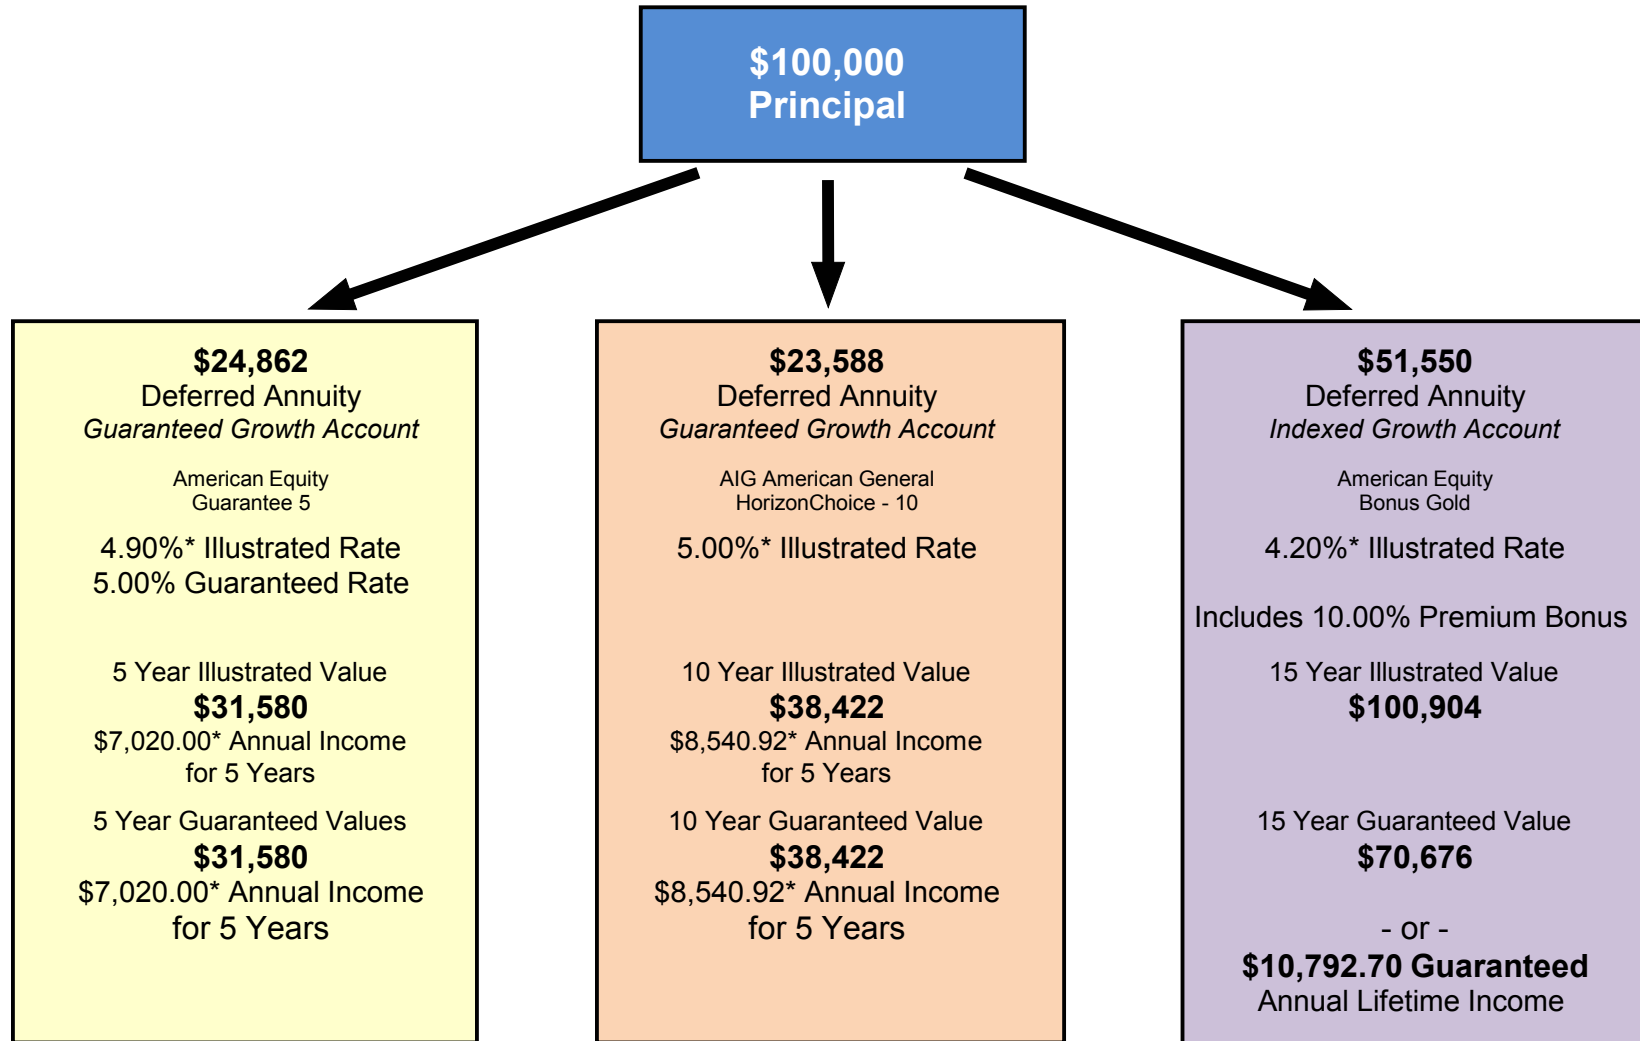 $100,000
Principal
$24,862
Deferred Annuity
Guaranteed Growth Account
American Equity
Guarantee 5
4.90%* Illustrated Rate
5.00% Guaranteed Rate
5 Year Illustrated Value
$31,580
$7,020.00* Annual Income
for 5 Years
5 Year Guaranteed Values
$31,580
$7,020.00* Annual Income
for 5 Years
$23,588
Deferred Annuity
Guaranteed Growth Account
AIG American General
HorizonChoice - 10
5.00%* Illustrated Rate
10 Year Illustrated Value
$38,422
$8,540.92* Annual Income
for 5 Years
10 Year Guaranteed Value
$38,422
$8,540.92* Annual Income
for 5 Years
$51,550
Deferred Annuity
Indexed Growth Account
American Equity
Bonus Gold
4.20%* Illustrated Rate
Includes 10.00% Premium Bonus
15 Year Illustrated Value
$100,904
15 Year Guaranteed Value
$70,676
- or -
$10,792.70 Guaranteed
Annual Lifetime Income